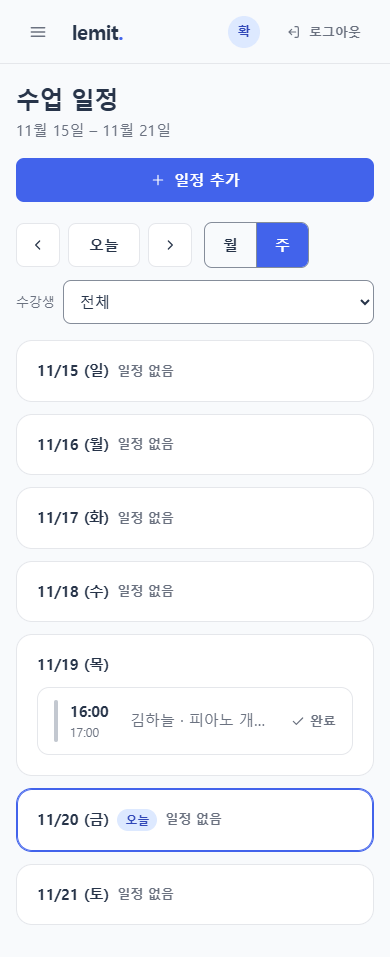 lemit.
확
로그아웃
수업 일정
11월 15일 – 11월 21일
+ 일정 추가
오늘
월
주
수강생
전체
11/15 (일) 일정 없음
11/16 (월) 일정 없음
11/17 (화) 일정 없음
11/18 (수) 일정 없음
11/19 (목)
16:00
17:00
김하늘 · 피아노 개...
완료
11/20 (금) 오늘 일정 없음
11/21 (토) 일정 없음